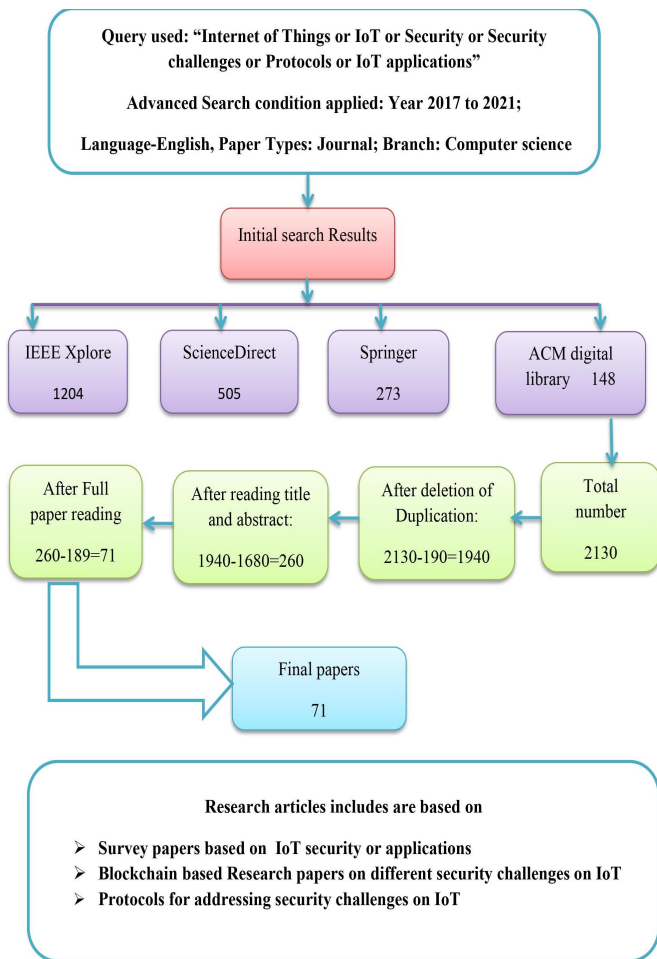 Query used: “Internet of Things or IoT or Security or Security
challenges or Protocols or IoT applications”
Advanced Search condition applied: Year 2017 to 2021;
Language-English, Paper Types: Journal; Branch: Computer science
Initial search Results
IEEE Xplore
1204
ScienceDirect
505
Springer
273
ACM digital
library 148
After Full
paper reading
260-189=71
After reading title
and abstract:
1940-1680=260
After deletion of
Duplication:
2130-190=1940
Total
number
2130
Final papers
71
Research articles includes are based on
➢ Survey papers based on IoT security or applications
➢ Blockchain based Research papers on different security challenges on IoT
➢ Protocols for addressing security challenges on IoT